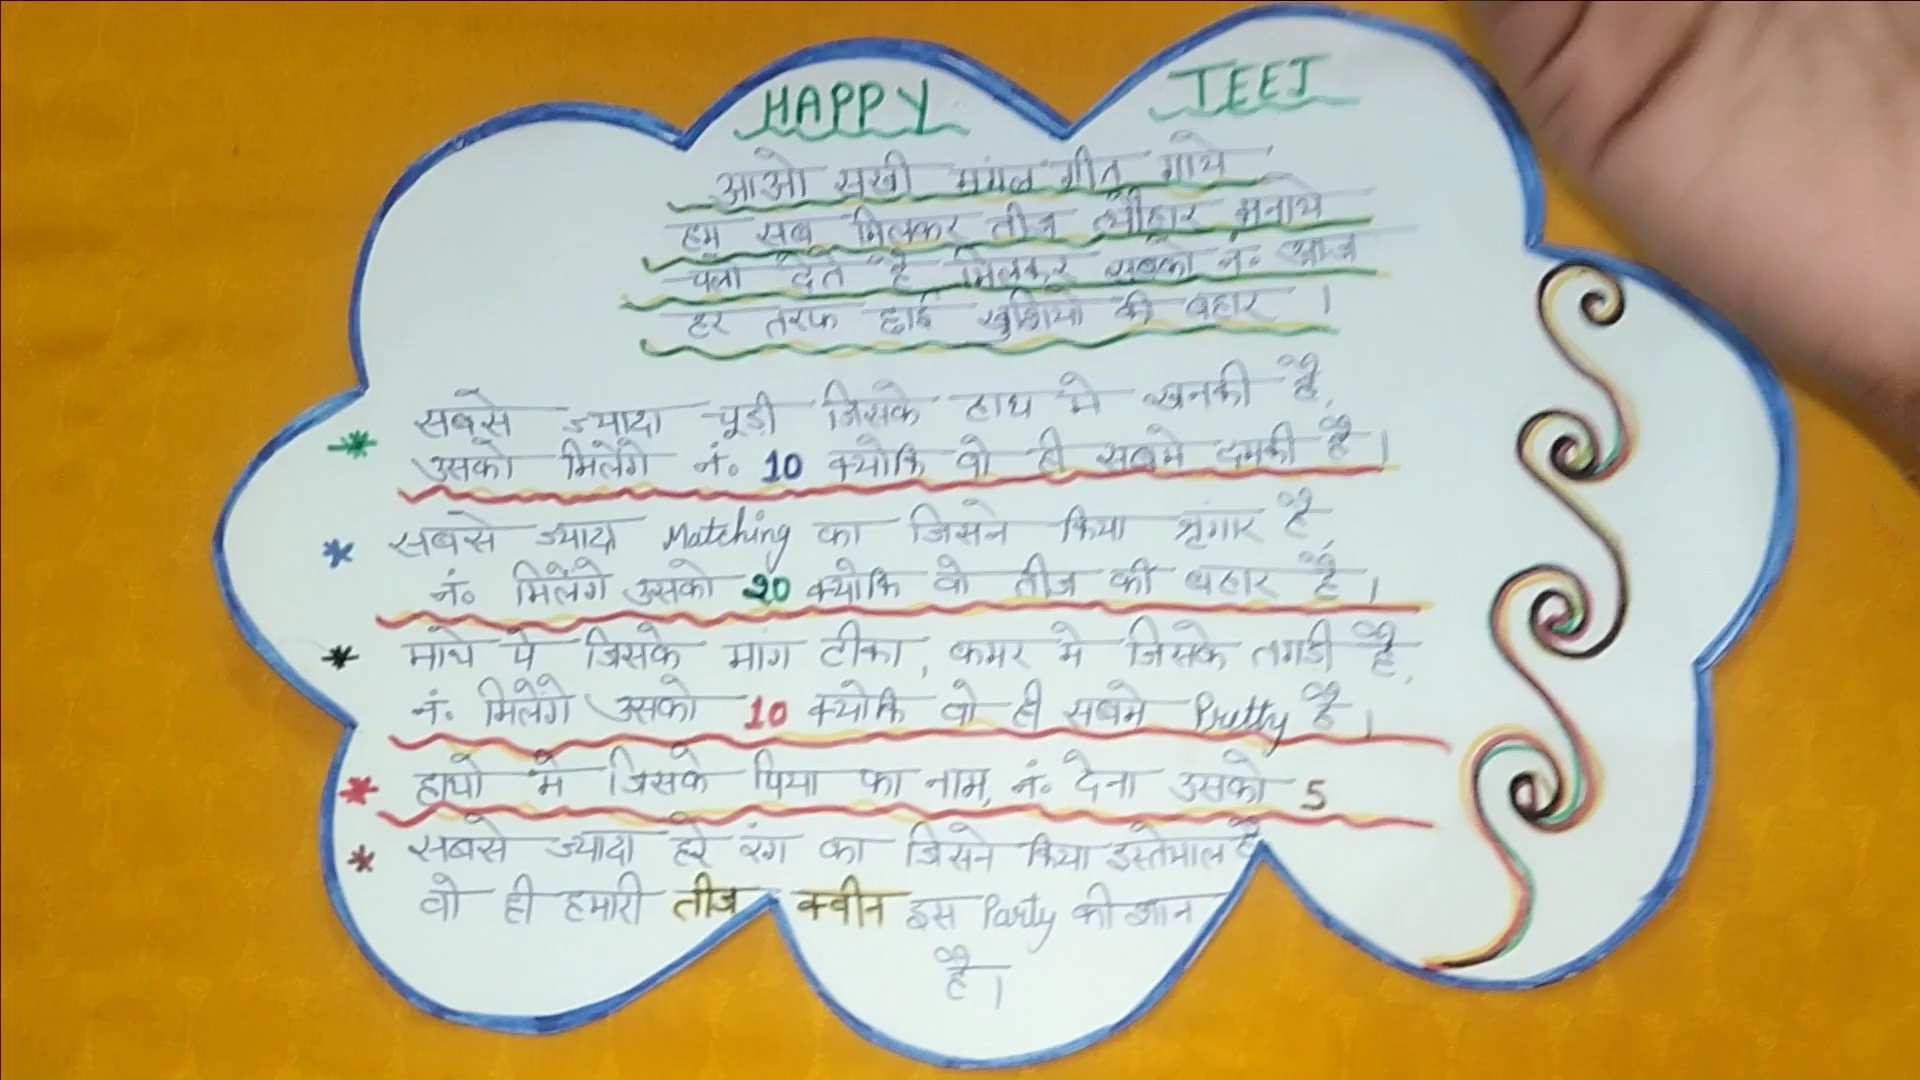 HAPPY TEEJ
आओ सखी मंगल गीत गाये
हम सब मिलकर तीज त्यौहार मनाये
चलो देते है मिलकर सबको नं॰ आज
हर तरफ छाई खुशियो की बहार ।
सबसे ज्यादा चूड़ी जिसके हाथ मे खनकी है,
उसको मिलेंगे नं॰ 10 क्योकि वो ही सबमे दमकी है ।
सबसे ज्यादा Matching का जिसने किया श्रृंगार है,
नं॰ मिलेंगे उसको 20 क्योकि वो तीज की बहार है ।
माथे पे जिसके मांग टीका, कमर मे जिसके तगडी है,
नं॰ मिलेंगे उसको 10 क्योकि वो ही सबमे Pretty है ।
हाथो मे जिसके पिया का नाम, नं॰ देना उसको 5
सबसे ज्यादा हरे रंग का जिसने किया इस्तेमाल है
वो ही हमारी तीज क्वीन इस Party की शान
है ।